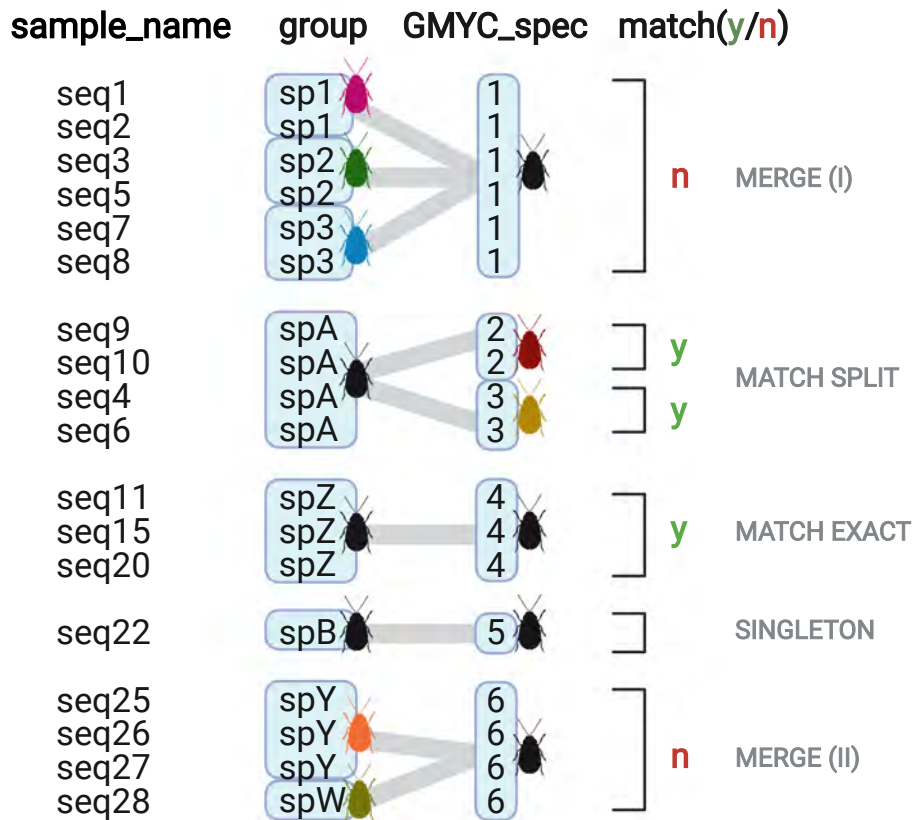 sample_name group GMYC_spec match(y/n)
seq1 sp1 1
seq2 sp1 1
seq3 sp2 1
n MERGE (I)
seq5 sp2 1
seq7 sp3 1
seq8 sp3 1
seq9 spA 2
y
seq10 spA 2
MATCH SPLIT
seq4 spA 3
y
seq6 spA 3
seq11 spZ 4
seq15 spZ 4 y MATCH EXACT
seq20 spZ 4
seq22 spB 5 SINGLETON
seq25 spY 6
seq26 spY 6
n MERGE (II)
seq27 spY 6
seq28 spW 6